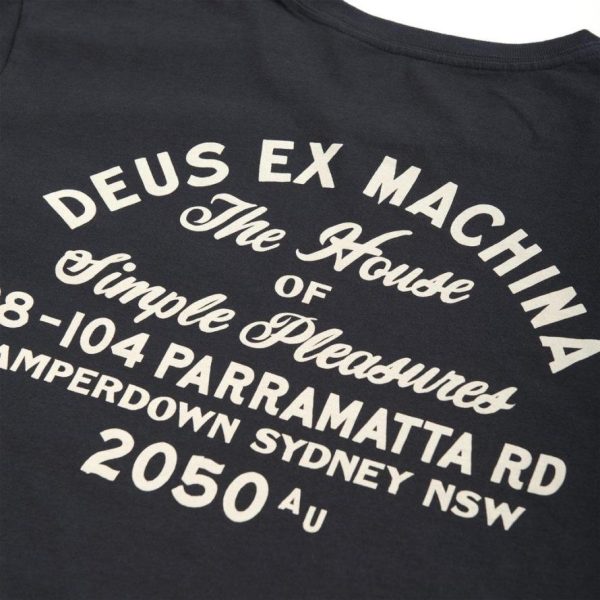 DEUS EX MACHINA
The House
OF
Simple Pleasures
8-104 PARRAMATTA RD
AMPERDOWN SYDNEY NSW
2050 AU